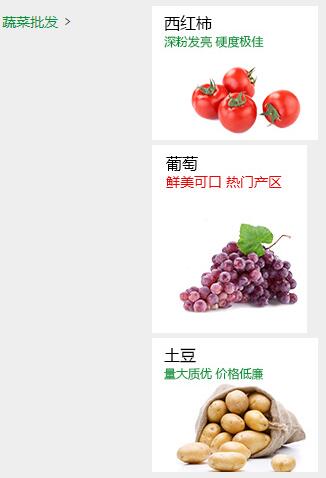 蔬菜批发 >
西红柿
深粉发亮 硬度极佳
葡萄
鲜美可口 热门产区
土豆
量大质优 价格低廉